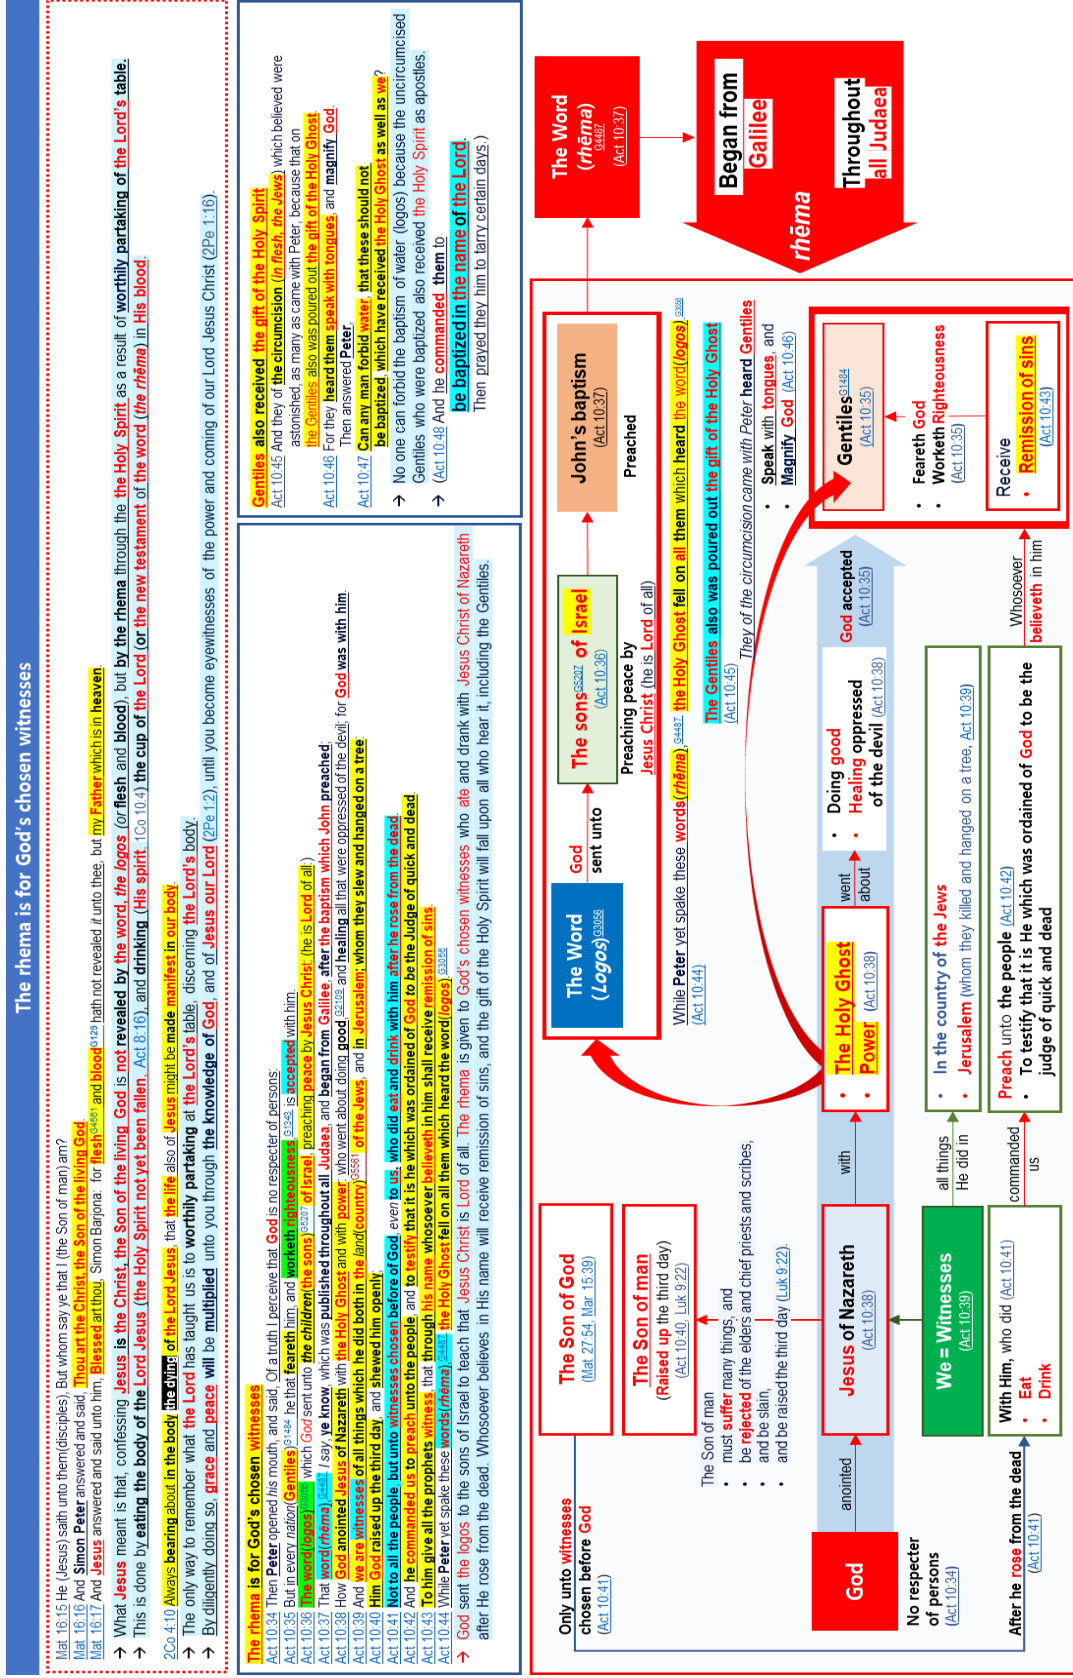 The rhema is for God's chosen witnesses
Mat 16:15 He (Jesus) saith unto them(disciples), But whom say ye that I (the Son of man) am?
Mat 16:16 And Simon Peter answered and said, Thou art the Christ, the Son of the living God.
Mat 16:17 And Jesus answered and said unto him, Blessed art thou, Simon Barjona: for fleshG4561 and bloodG129 hath not revealed it unto thee, but my Father which is in heaven.
→ What Jesus meant is that, confessing Jesus is the Christ, the Son of the living God is not revealed by the word, the logos (or flesh and blood), but by the rhema through the the Holy Spirit as a result of worthily partaking of the Lord's table.
→ This is done by eating the body of the Lord Jesus (the Holy Spirit not yet been fallen, Act 8:16), and drinking (His spirit, 1Co 10:4) the cup of the Lord (or the new testament of the word (the rhēma) in His blood.
2Co 4:10 Always bearing about in the body the dying of the Lord Jesus, that the life also of Jesus might be made manifest in our body.
→ The only way to remember what the Lord has taught us is to worthily partaking at the Lord's table, discerning the Lord's body.
→ By diligently doing so, grace and peace will be multiplied unto you through the knowledge of God, and of Jesus our Lord (2Pe 1:2), until you become eyewitnesses of the power and coming of our Lord Jesus Christ (2Pe 1:16).
The rhema is for God's chosen witnesses
Act 10:34 Then Peter opened his mouth, and said, Of a truth I perceive that God is no respecter of persons:
Act 10:35 But in every nation(Gentiles)G1484 he that feareth him, and worketh righteousness,G1343 is accepted with him.
Act 10:36 The word(logos)G3056 which God sent unto the children(the sons)G5207 of Israel, preaching peace by Jesus Christ: (he is Lord of all:)
Act 10:37 That word(rhēma),G4487 I say, ye know, which was published throughout all Judaea, and began from Galilee, after the baptism which John preached;
Act 10:38 How God anointed Jesus of Nazareth with the Holy Ghost and with power: who went about doing good,G2109 and healing all that were oppressed of the devil; for God was with him.
Act 10:39 And we are witnesses of all things which he did both in the land(country)G5561 of the Jews, and in Jerusalem; whom they slew and hanged on a tree:
Act 10:40 Him God raised up the third day, and shewed him openly;
Act 10:41 Not to all the people, but unto witnesses chosen before of God, even to us, who did eat and drink with him after he rose from the dead.
Act 10:42 And he commanded us to preach unto the people, and to testify that it is he which was ordained of God to be the Judge of quick and dead.
Act 10:43 To him give all the prophets witness, that through his name whosoever believeth in him shall receive remission of sins.
Act 10:44 While Peter yet spake these words(rhēma),G4487 the Holy Ghost fell on all them which heard the word(logos).G3056
→ God sent the logos to the sons of Israel to teach that Jesus Christ is Lord of all. The rhema is given to God's chosen witnesses who ate and drank with Jesus Christ of Nazareth
after He rose from the dead. Whosoever believes in His name will receive remission of sins, and the gift of the Holy Spirit will fall upon all who hear it, including the Gentiles.
Gentiles also received the gift of the Holy Spirit
Act 10:45 And they of the circumcision (in flesh, the Jews) which believed were
astonished, as many as came with Peter, because that on
the Gentiles also was poured out the gift of the Holy Ghost.
Act 10:46 For they heard them speak with tongues, and magnify God.
Then answered Peter,
Act 10:47 Can any man forbid water, that these should not
be baptized, which have received the Holy Ghost as well as we?
→ No one can forbid the baptism of water (logos) because the uncircumcised
Gentiles who were baptized also received the Holy Spirit as apostles.
→ (Act 10:48 And he commanded them to
be baptized in the name of the Lord.
Then prayed they him to tarry certain days.)
Only unto witnesses
chosen before God
(Act 10:41)
The Son of God
(Mat 27:54, Mar 15:39)
The Son of man
(Raised up the third day)
(Act 10:40, Luk 9:22)
The Son of man
• must suffer many things, and
• be rejected of the elders and chief priests and scribes,
• and be slain,
• and be raised the third day (Luk 9:22).
The Word
(Logos)G3056
God
sent unto
The sonsG5207 of Israel
(Act 10:36)
Preaching peace by
Jesus Christ (he is Lord of all)
John's baptism
(Act 10:37)
Preached
The Word
(rhēma)
G4487
(Act 10:37)
rhēma
Began from
Galilee
Throughout
all Judaea
While Peter yet spake these words(rhēma),G4487 the Holy Ghost fell on all them which heard the word(logos).G3056
(Act 10:44)
The Gentiles also was poured out the gift of the Holy Ghost
(Act 10:45)
They of the circumcision came with Peter heard Gentiles
• Speak with tongues, and
• Magnify God (Act 10:46)
God
No respecter
of persons
(Act 10:34)
anointed
Jesus of Nazareth
(Act 10:38)
with
• The Holy Ghost
• Power (Act 10:38)
went
about
• Doing good
• Healing oppressed
of the devil (Act 10:38)
God accepted
(Act 10:35)
GentilesG1484
(Act 10:35)
• Feareth God
• Worketh Righteousness
(Act 10:35)
Receive
• Remission of sins
(Act 10:43)
We = Witnesses
(Act 10:39)
all things
He did in
• In the country of the Jews
• Jerusalem (whom they killed and hanged on a tree, Act 10:39)
After he rose from the dead
(Act 10:41)
With Him, who did (Act 10:41)
• Eat
• Drink
commanded
us
Preach unto the people (Act 10:42)
• To testify that it is He which was ordained of God to be the
judge of quick and dead
Whosoever
believeth in him